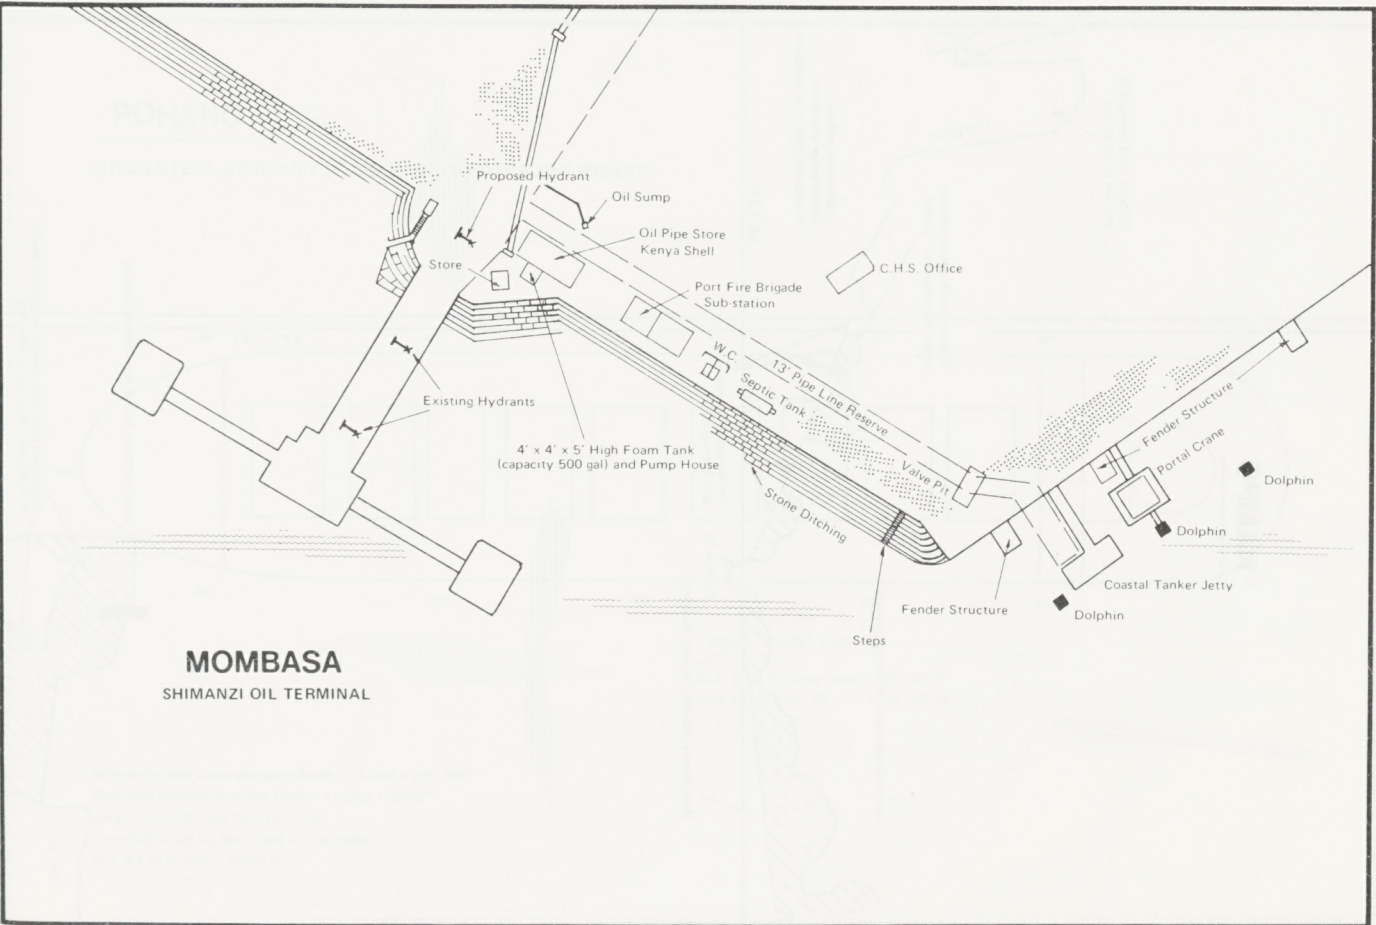 Proposed Hydrant
Oil Sump
Oil Pipe Store
Kenya Shell
Store
C.H.S. Office
Port Fire Brigade
Sub-station
W.C.
13' Pipe Line Reserve
Septic Tank
Existing Hydrants
4' x 4' x 5' High Foam Tank
(capacity 500 gal) and Pump House
Stone Ditching
Valve Pit
Fender Structure
Portal Crane
Dolphin
Dolphin
Coastal Tanker Jetty
Dolphin
Fender Structure
Steps
MOMBASA
SHIMANZI OIL TERMINAL